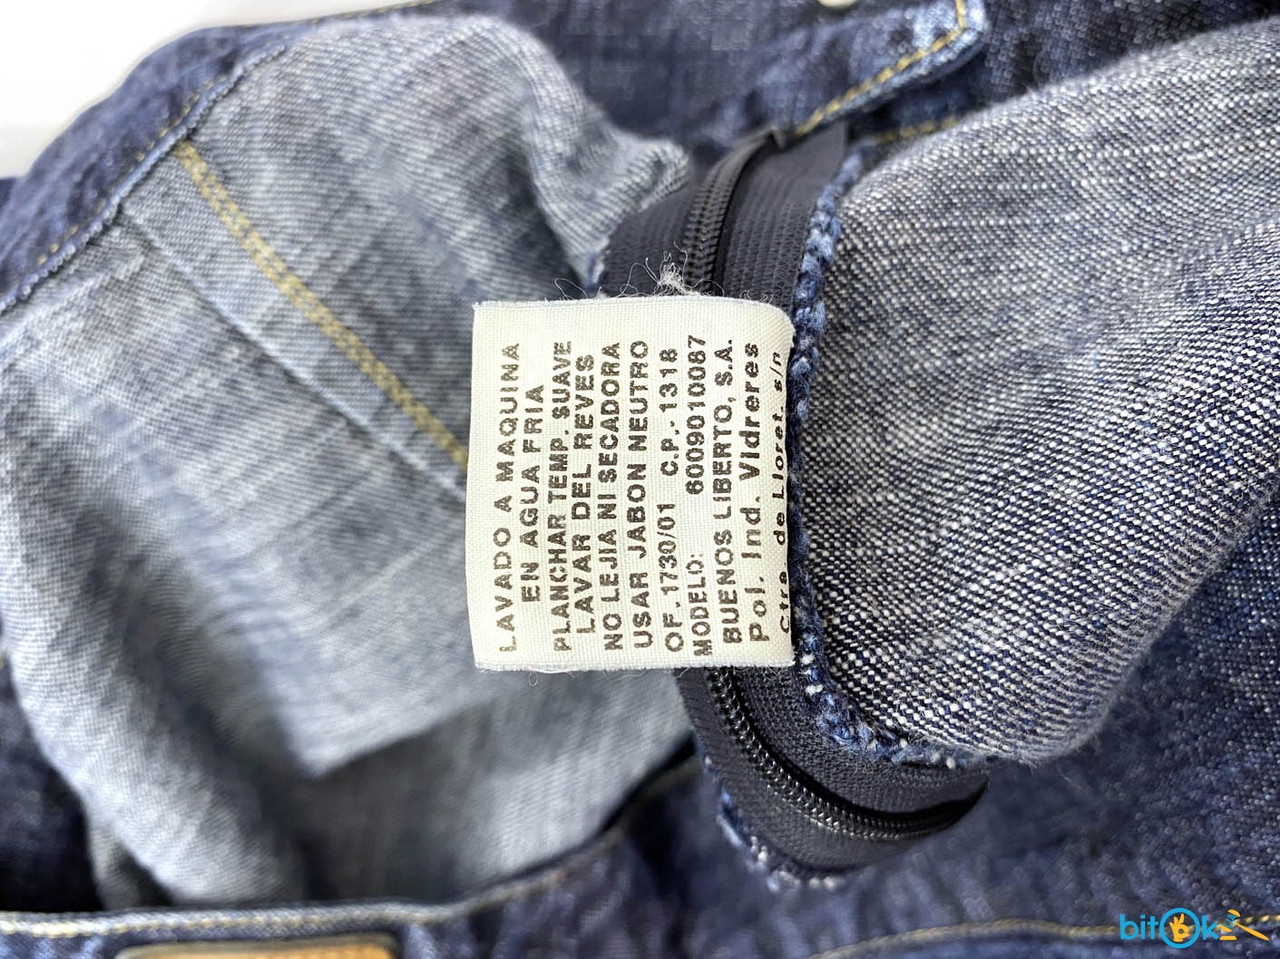 LAVADO A MAQUINA
EN AGUA FRIA
PLANCHAR TEMP. SUAVE
LAVAR DEL REVES
NO LEJIA NI SECADORA
USAR JABON NEUTRO
OF. 1730/01 C.P.- 1318
MODELO: 6009010087
BUENOS LIBERTO, S.A.
Pol. Ind. Vidreres
Ctra. de Lloret, s/n
bitOk